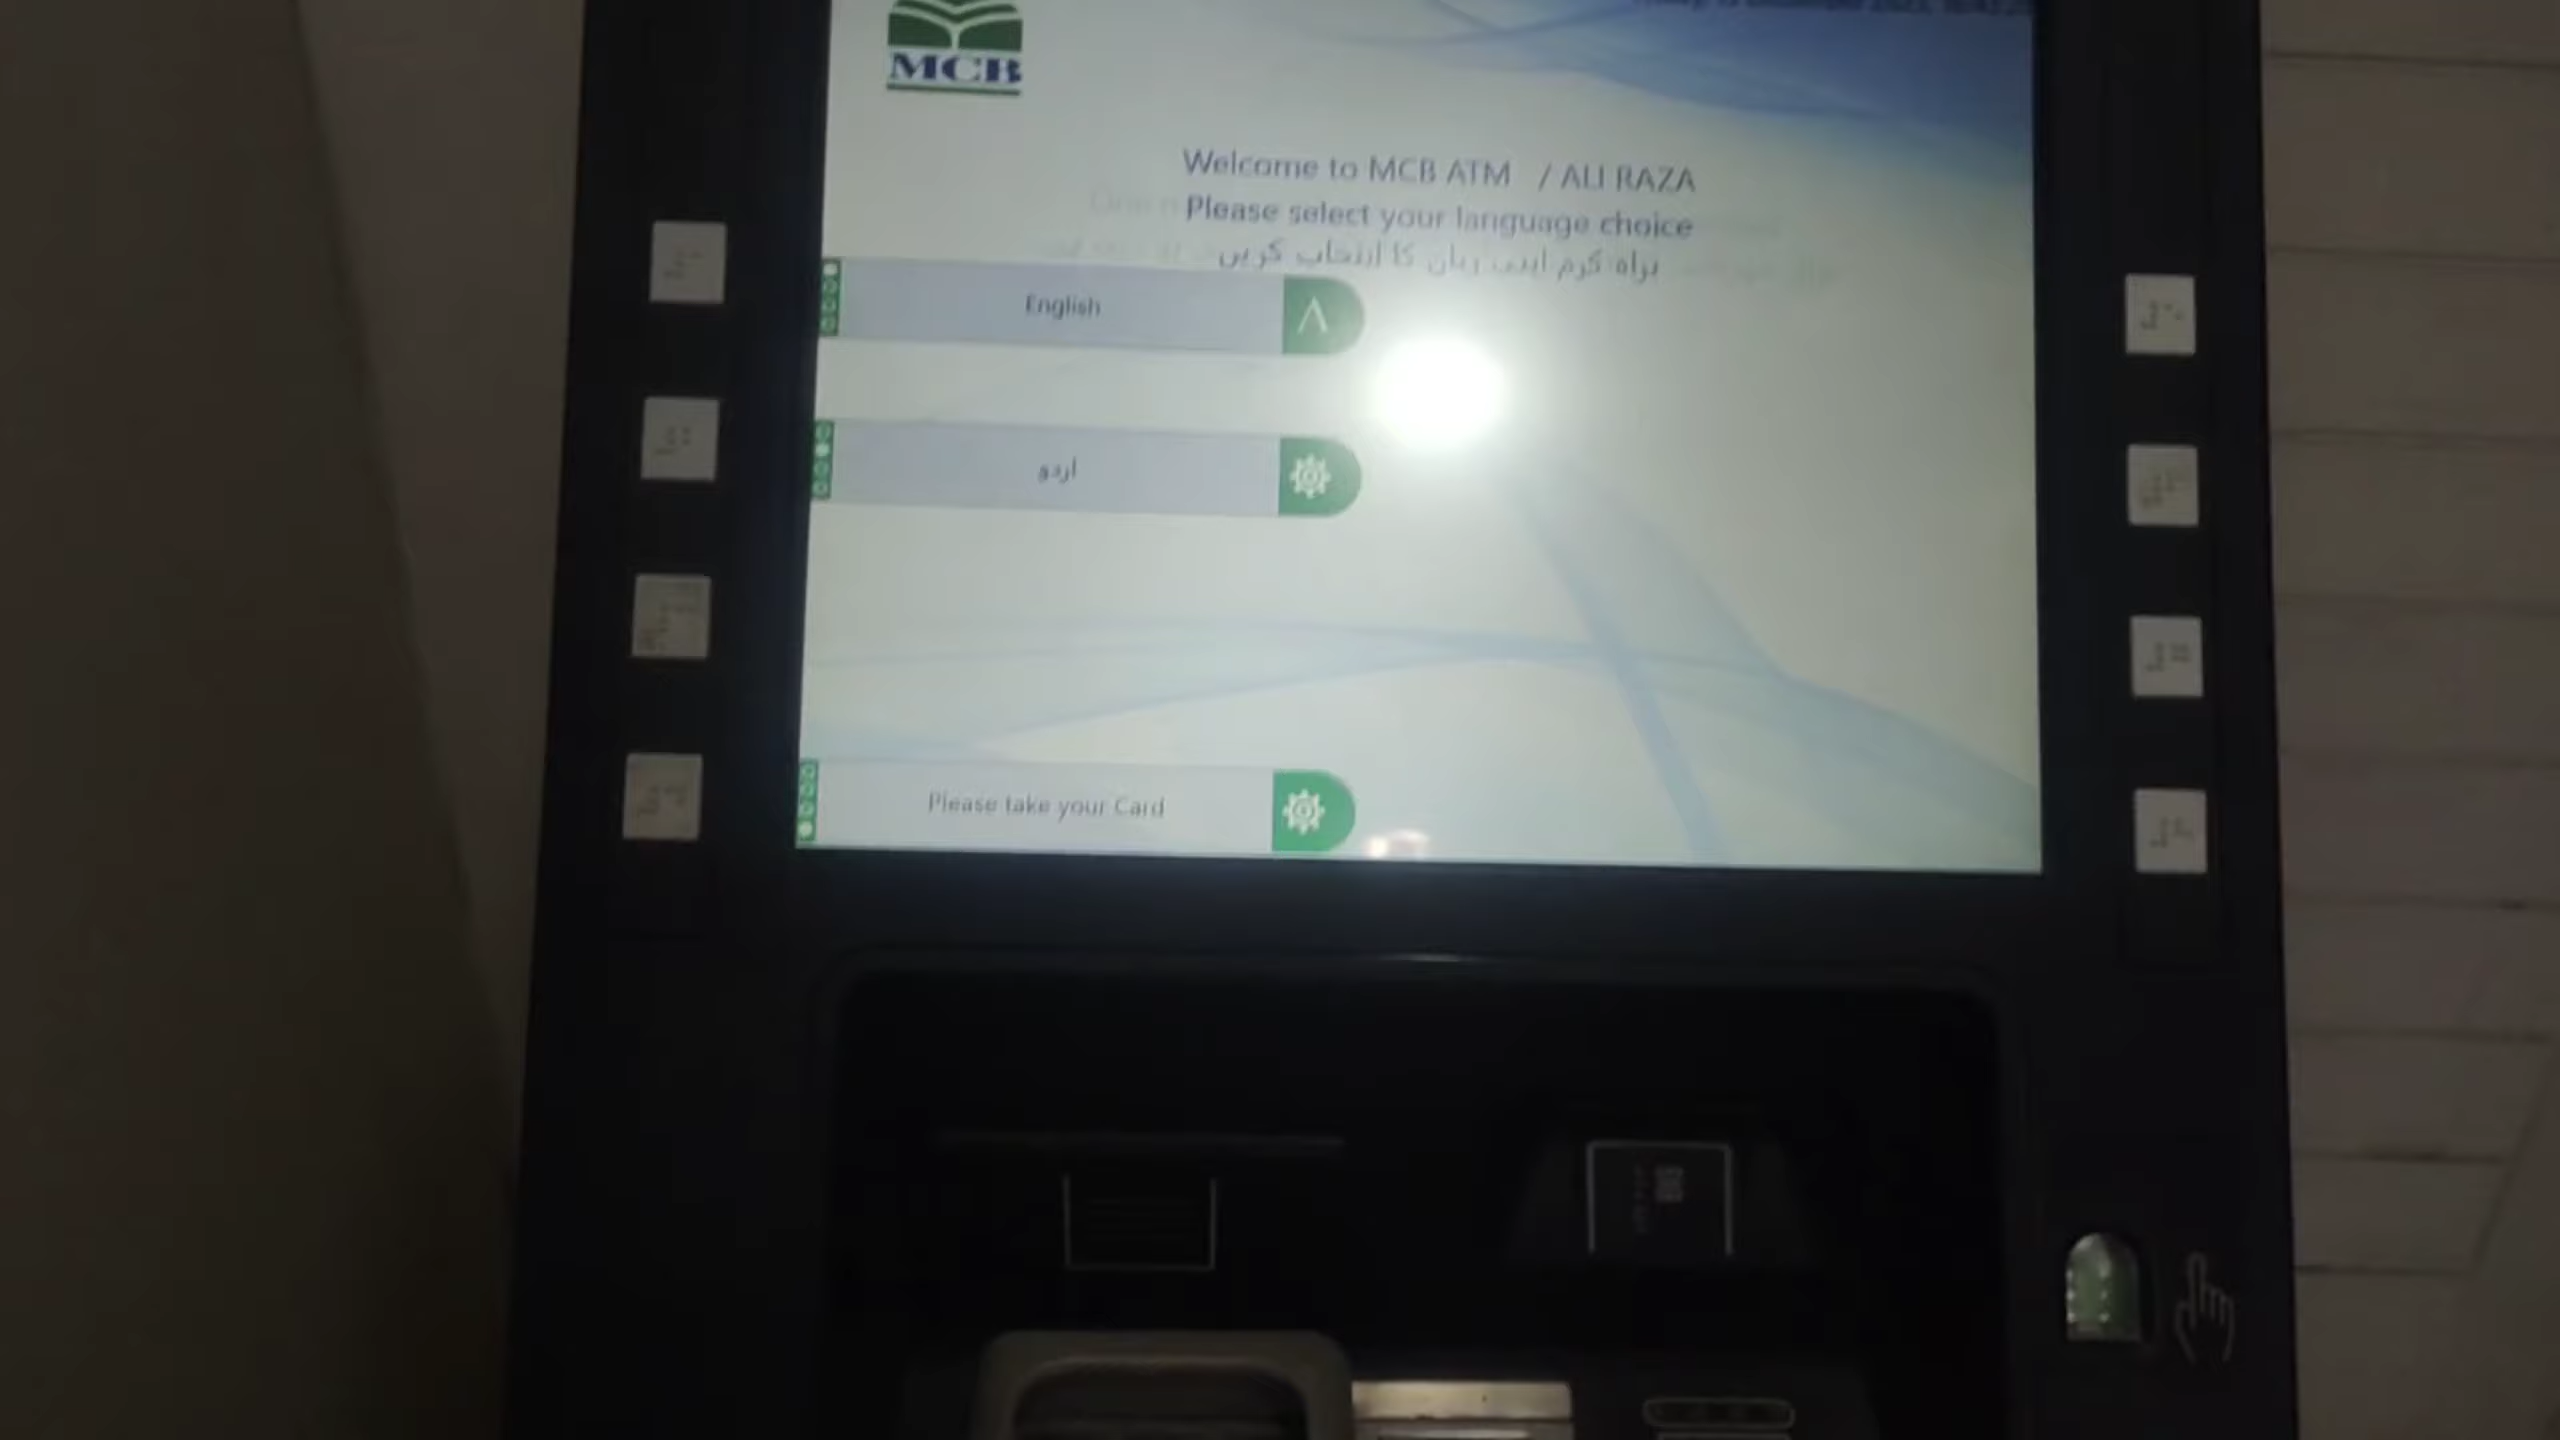 MCB
Welcome to MCB ATM / ALI RAZA
Please select your language choice
براہ کرم اپنی زبان کا انتخاب کریں
English
اردو
Please take your Card